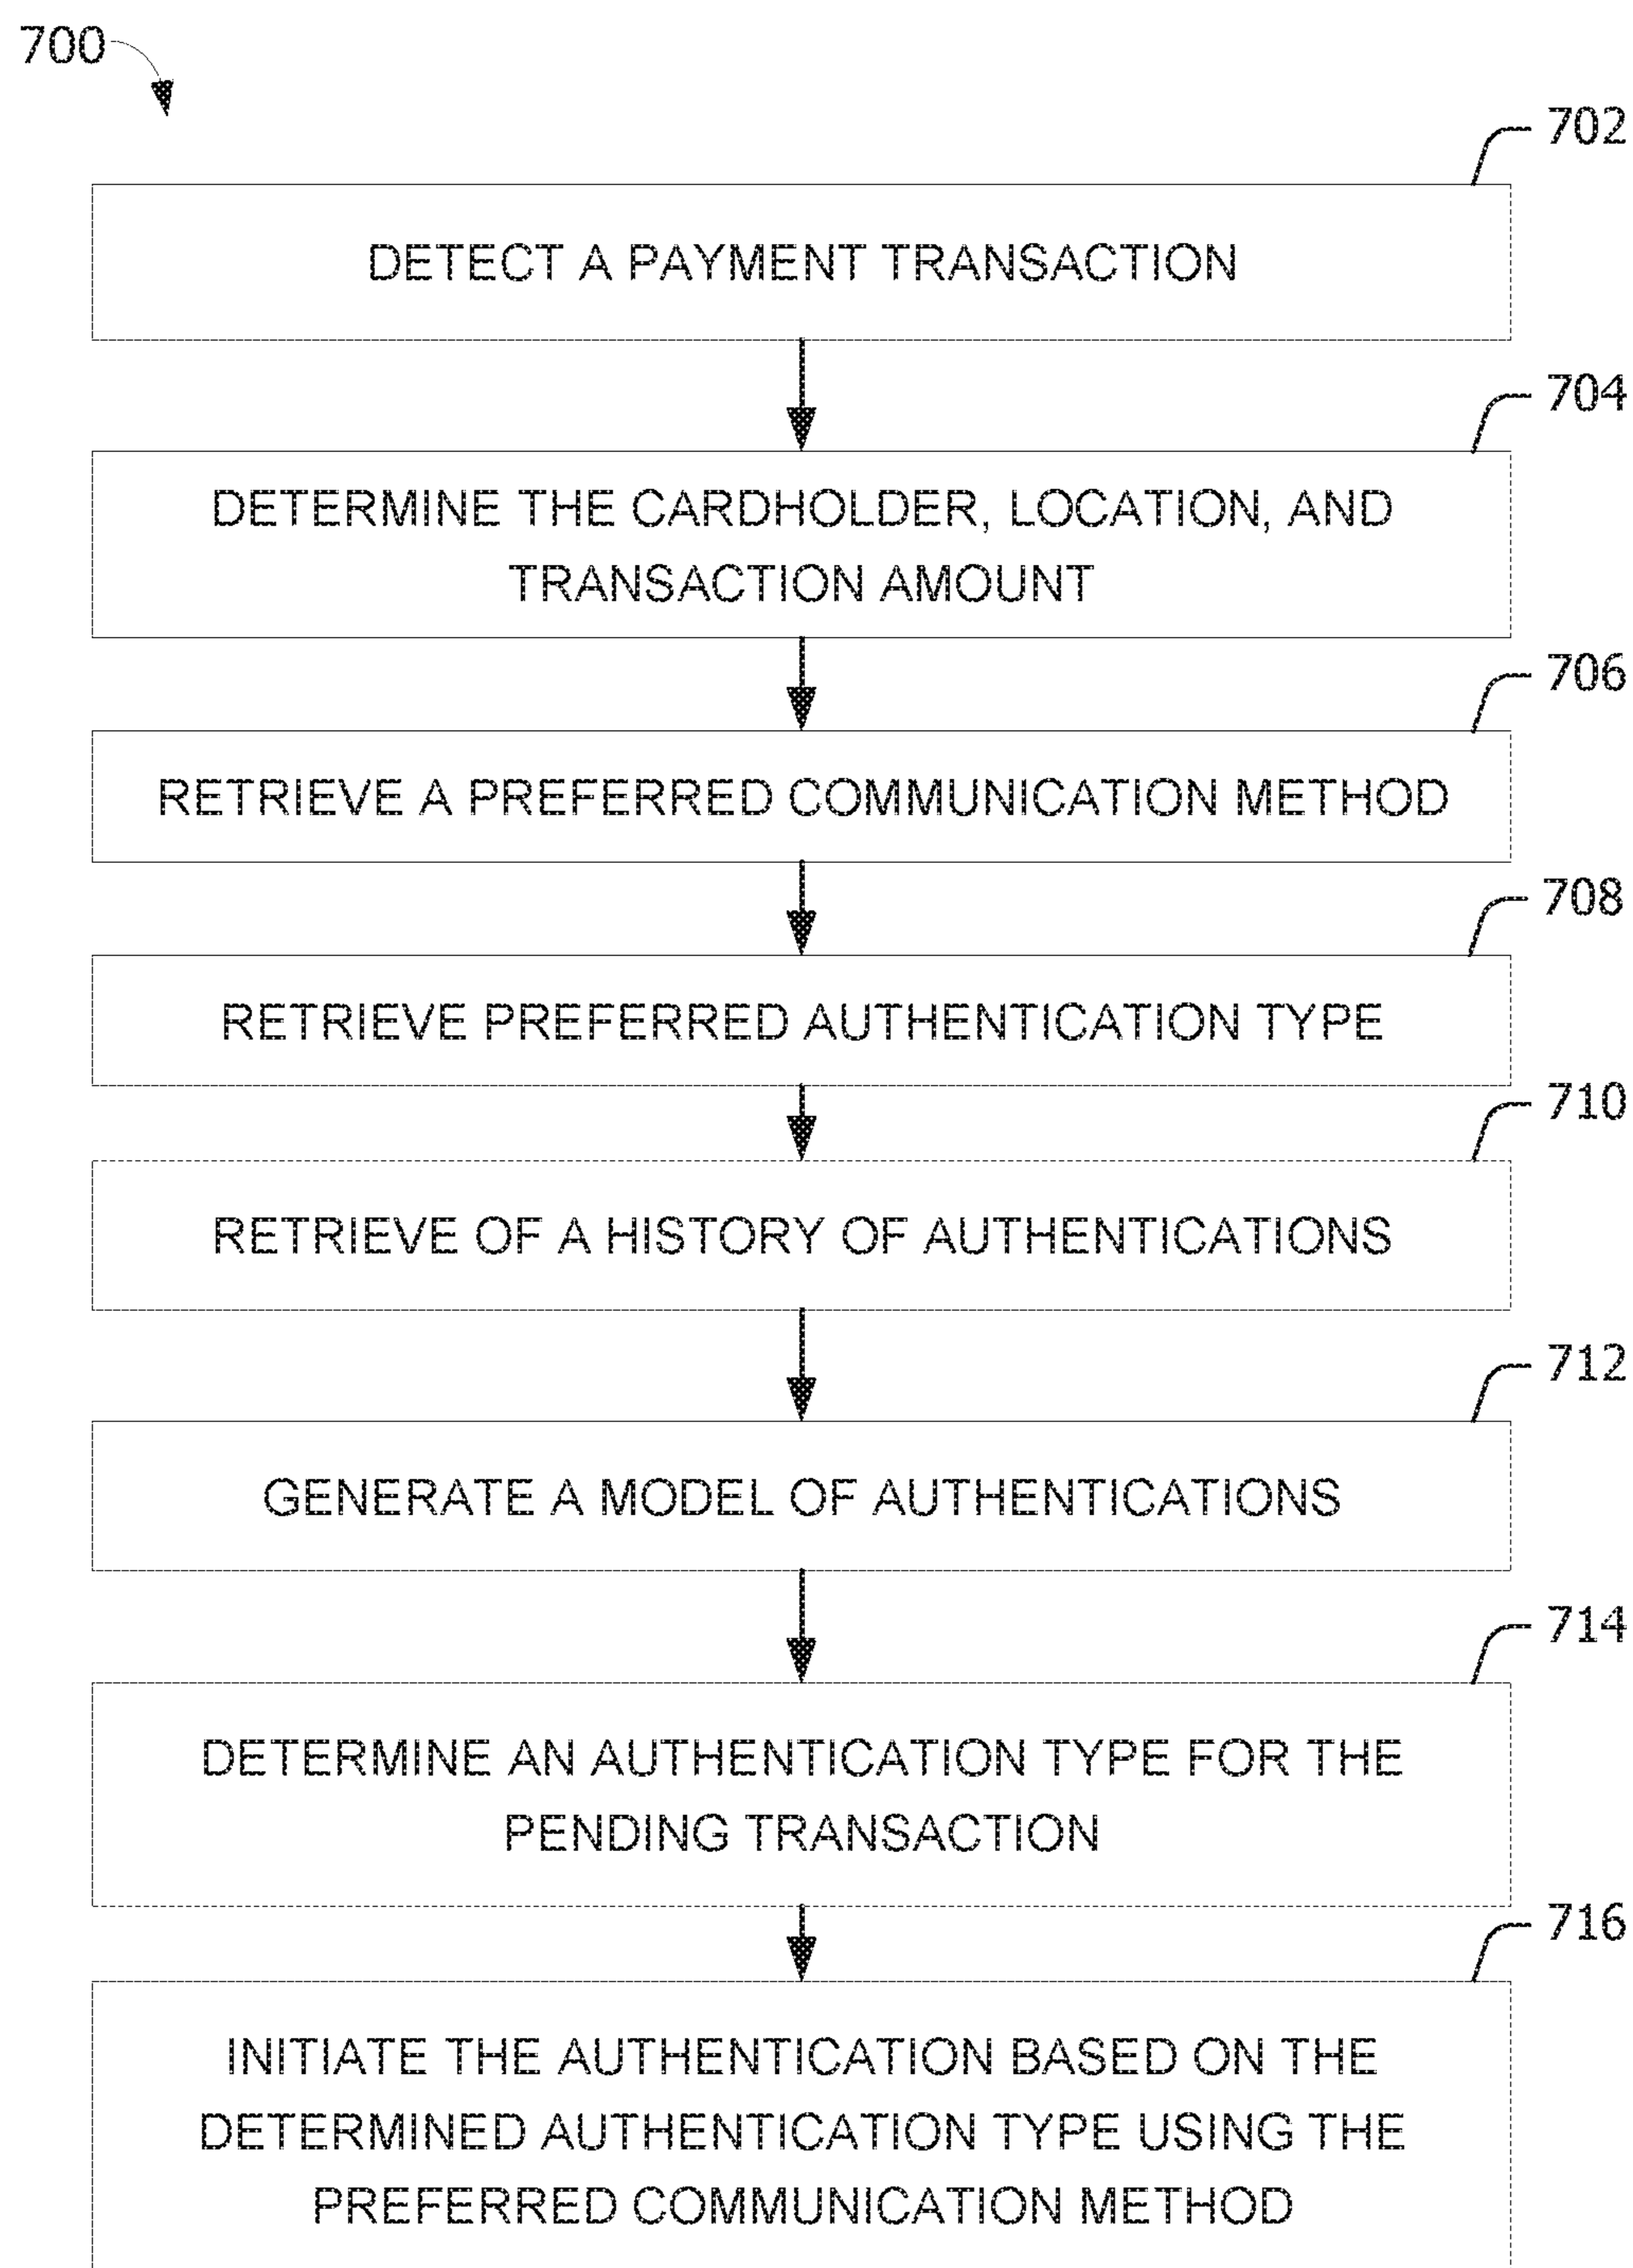 700
702
DETECT A PAYMENT TRANSACTION
704
DETERMINE THE CARDHOLDER, LOCATION, AND
TRANSACTION AMOUNT
706
RETRIEVE A PREFERRED COMMUNICATION METHOD
708
RETRIEVE PREFERRED AUTHENTICATION TYPE
710
RETRIEVE OF A HISTORY OF AUTHENTICATIONS
712
GENERATE A MODEL OF AUTHENTICATIONS
714
DETERMINE AN AUTHENTICATION TYPE FOR THE
PENDING TRANSACTION
716
INITIATE THE AUTHENTICATION BASED ON THE
DETERMINED AUTHENTICATION TYPE USING THE
PREFERRED COMMUNICATION METHOD